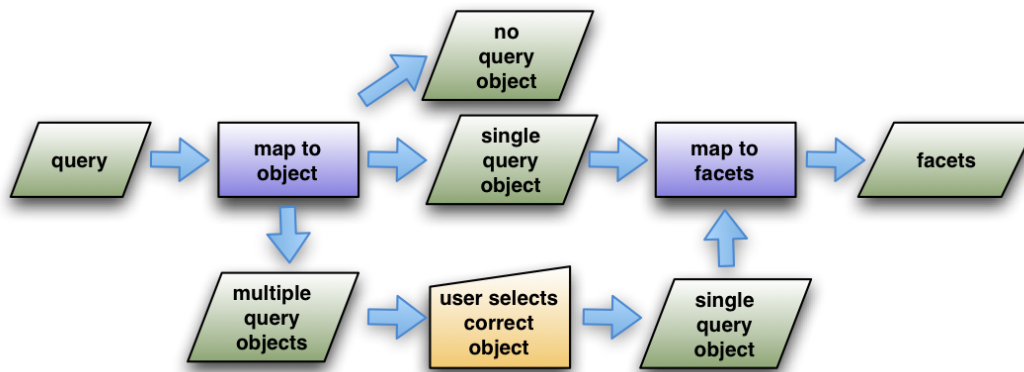 no
query
object
query
map to
object
single
query
object
map to
facets
facets
multiple
query
objects
user selects
correct
object
single
query
object